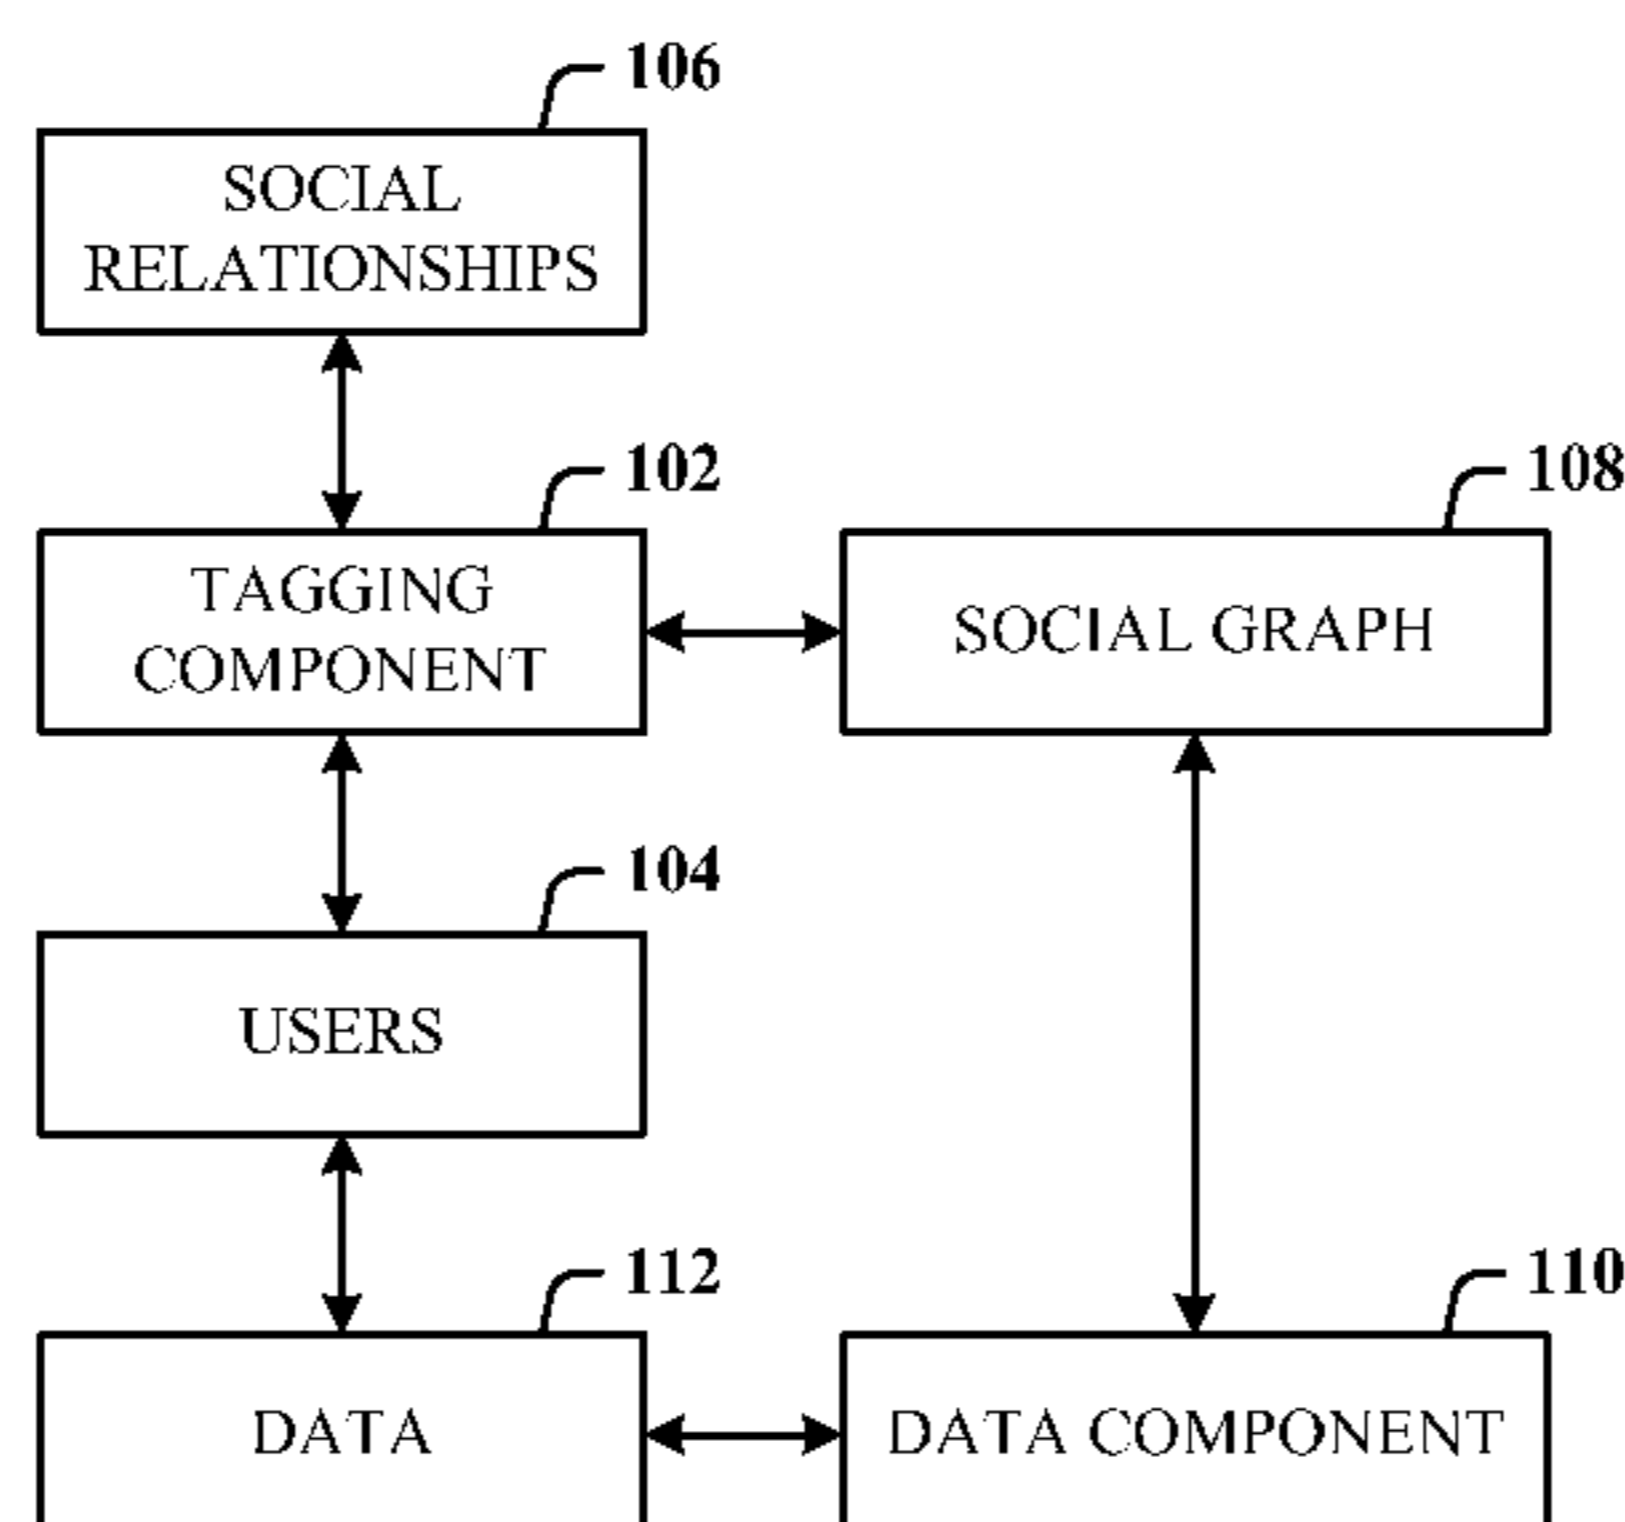 106
SOCIAL
RELATIONSHIPS
102
TAGGING
COMPONENT
108
SOCIAL GRAPH
104
USERS
112
DATA
110
DATA COMPONENT